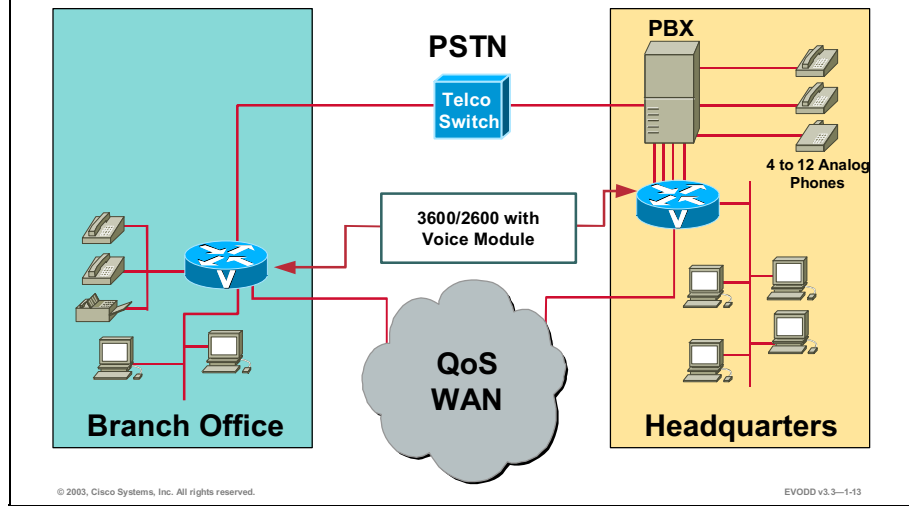 PBX
PSTN
Telco
Switch
4 to 12 Analog
Phones
3600/2600 with
Voice Module
V
V
QoS
WAN
Branch Office
Headquarters
© 2003, Cisco Systems, Inc. All rights reserved.
EVODD v3.3—1-13